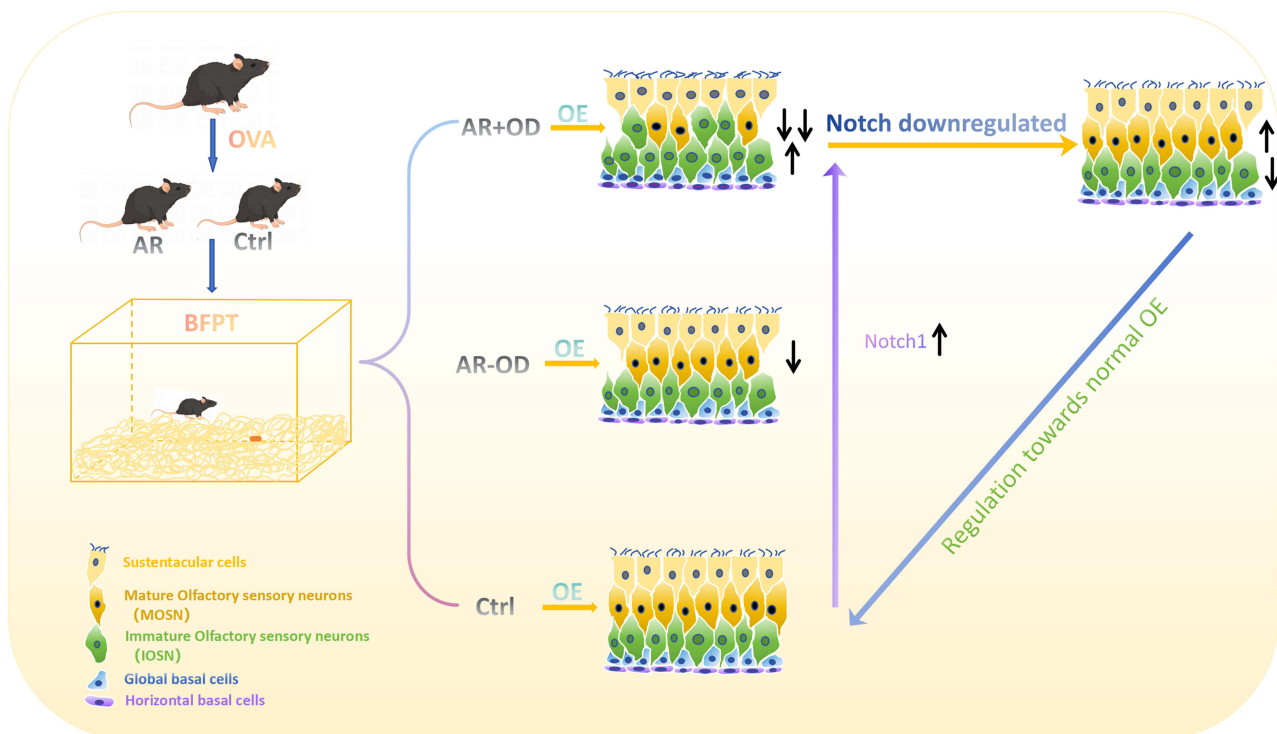 OVA
AR
Ctrl
BFPT
AR+OD
OE
Notch downregulated
AR-OD
OE
Notch1
Regulation towards normal OE
Ctrl
OE
Sustentacular cells
Mature Olfactory sensory neurons
（MOSN）
Immature Olfactory sensory neurons
（IOSN）
Global basal cells
Horizontal basal cells